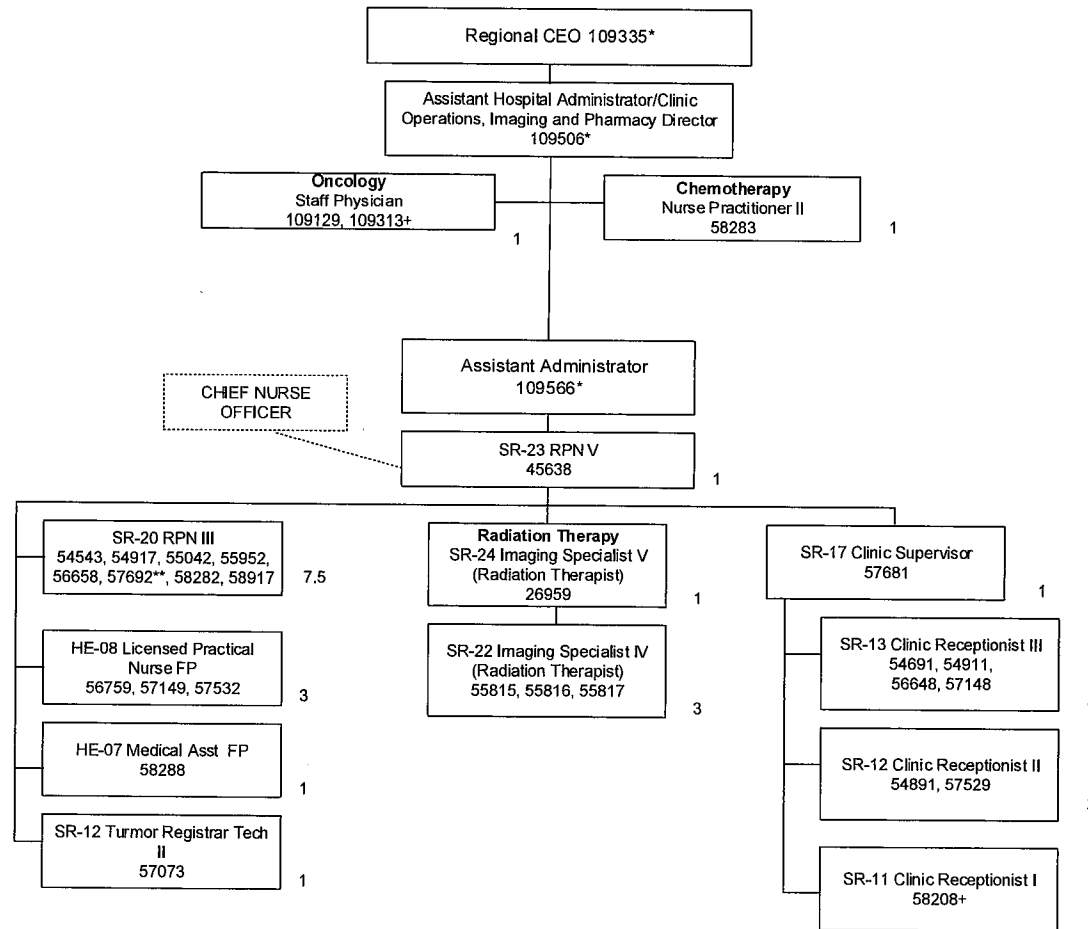 Regional CEO 109335*
Assistant Hospital Administrator/Clinic
Operations, Imaging and Pharmacy Director
109506*
Oncology
Staff Physician
109129, 109313+
1
Chemotherapy
Nurse Practitioner II
58283
1
Assistant Administrator
109566*
CHIEF NURSE
OFFICER
SR-23 RPN V
45638
1
SR-20 RPN III
54543, 54917, 55042, 55952,
56658, 57692**, 58282, 58917
7.5
HE-08 Licensed Practical
Nurse FP
56759, 57149, 57532
3
HE-07 Medical Asst FP
58288
1
SR-12 Turmor Registrar Tech
II
57073
1
Radiation Therapy
SR-24 Imaging Specialist V
(Radiation Therapist)
26959
1
SR-22 Imaging Specialist IV
(Radiation Therapist)
55815, 55816, 55817
3
SR-17 Clinic Supervisor
57681
1
SR-13 Clinic Receptionist III
54691, 54911,
56648, 57148
SR-12 Clinic Receptionist II
54891, 57529
SR-11 Clinic Receptionist I
58208+